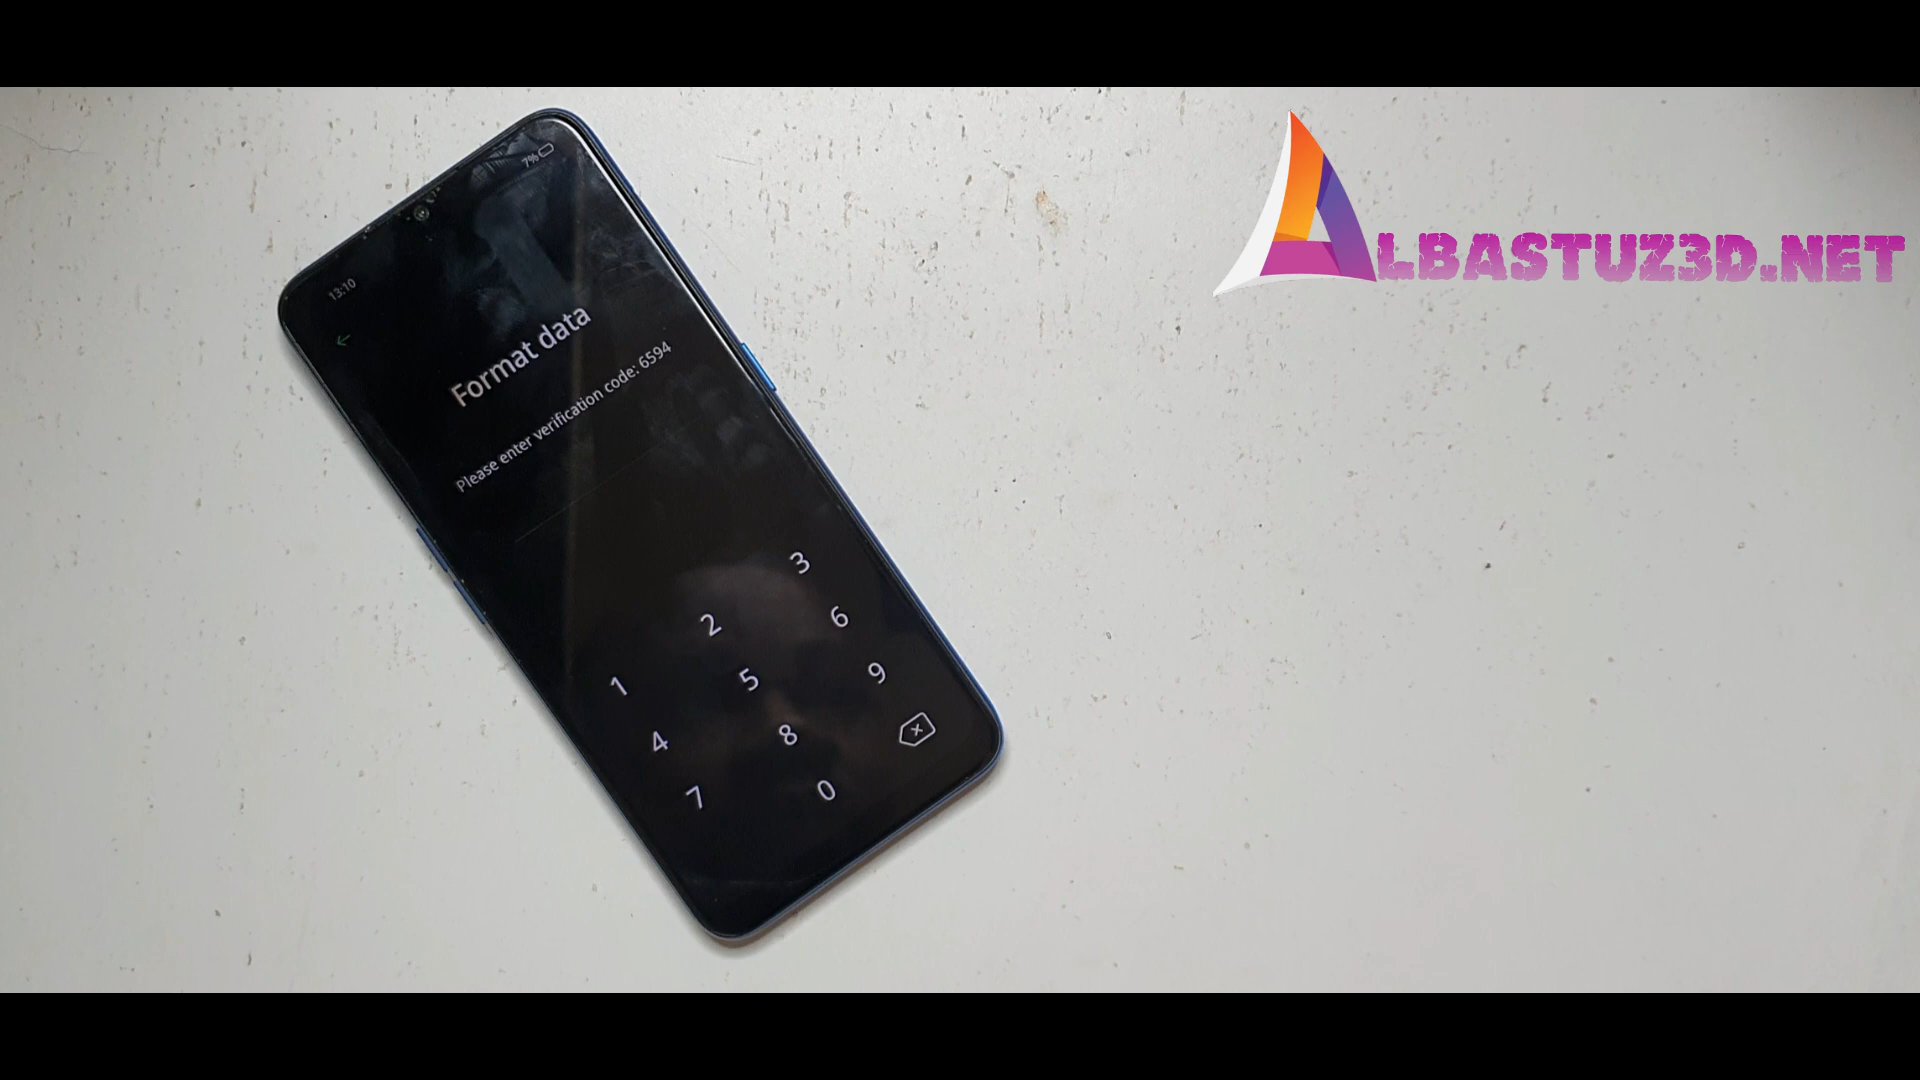 7%
13:10
Format data
Please enter verification code: 6594
1 2 3
4 5 6
7 8 9
0
ALBASTUZ3D.NET